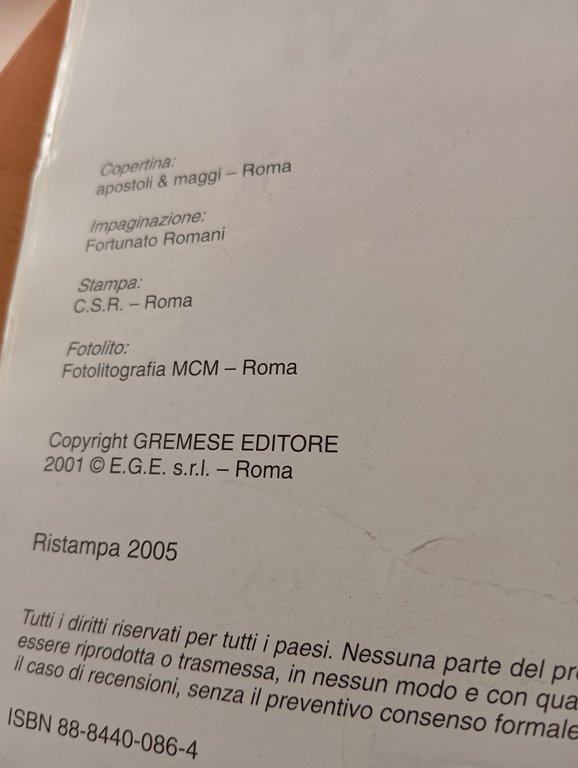 Copertina:
apostoli & maggi – Roma
Impaginazione:
Fortunato Romani
Stampa:
C.S.R. – Roma
Fotolito:
Fotolitografia MCM – Roma
Copyright GREMESE EDITORE
2001 © E.G.E. s.r.l. – Roma
Ristampa 2005
Tutti i diritti riservati per tutti i paesi. Nessuna parte del pr
essere riprodotta o trasmessa, in nessun modo e con qua
il caso di recensioni, senza il preventivo consenso formale
ISBN 88-8440-086-4